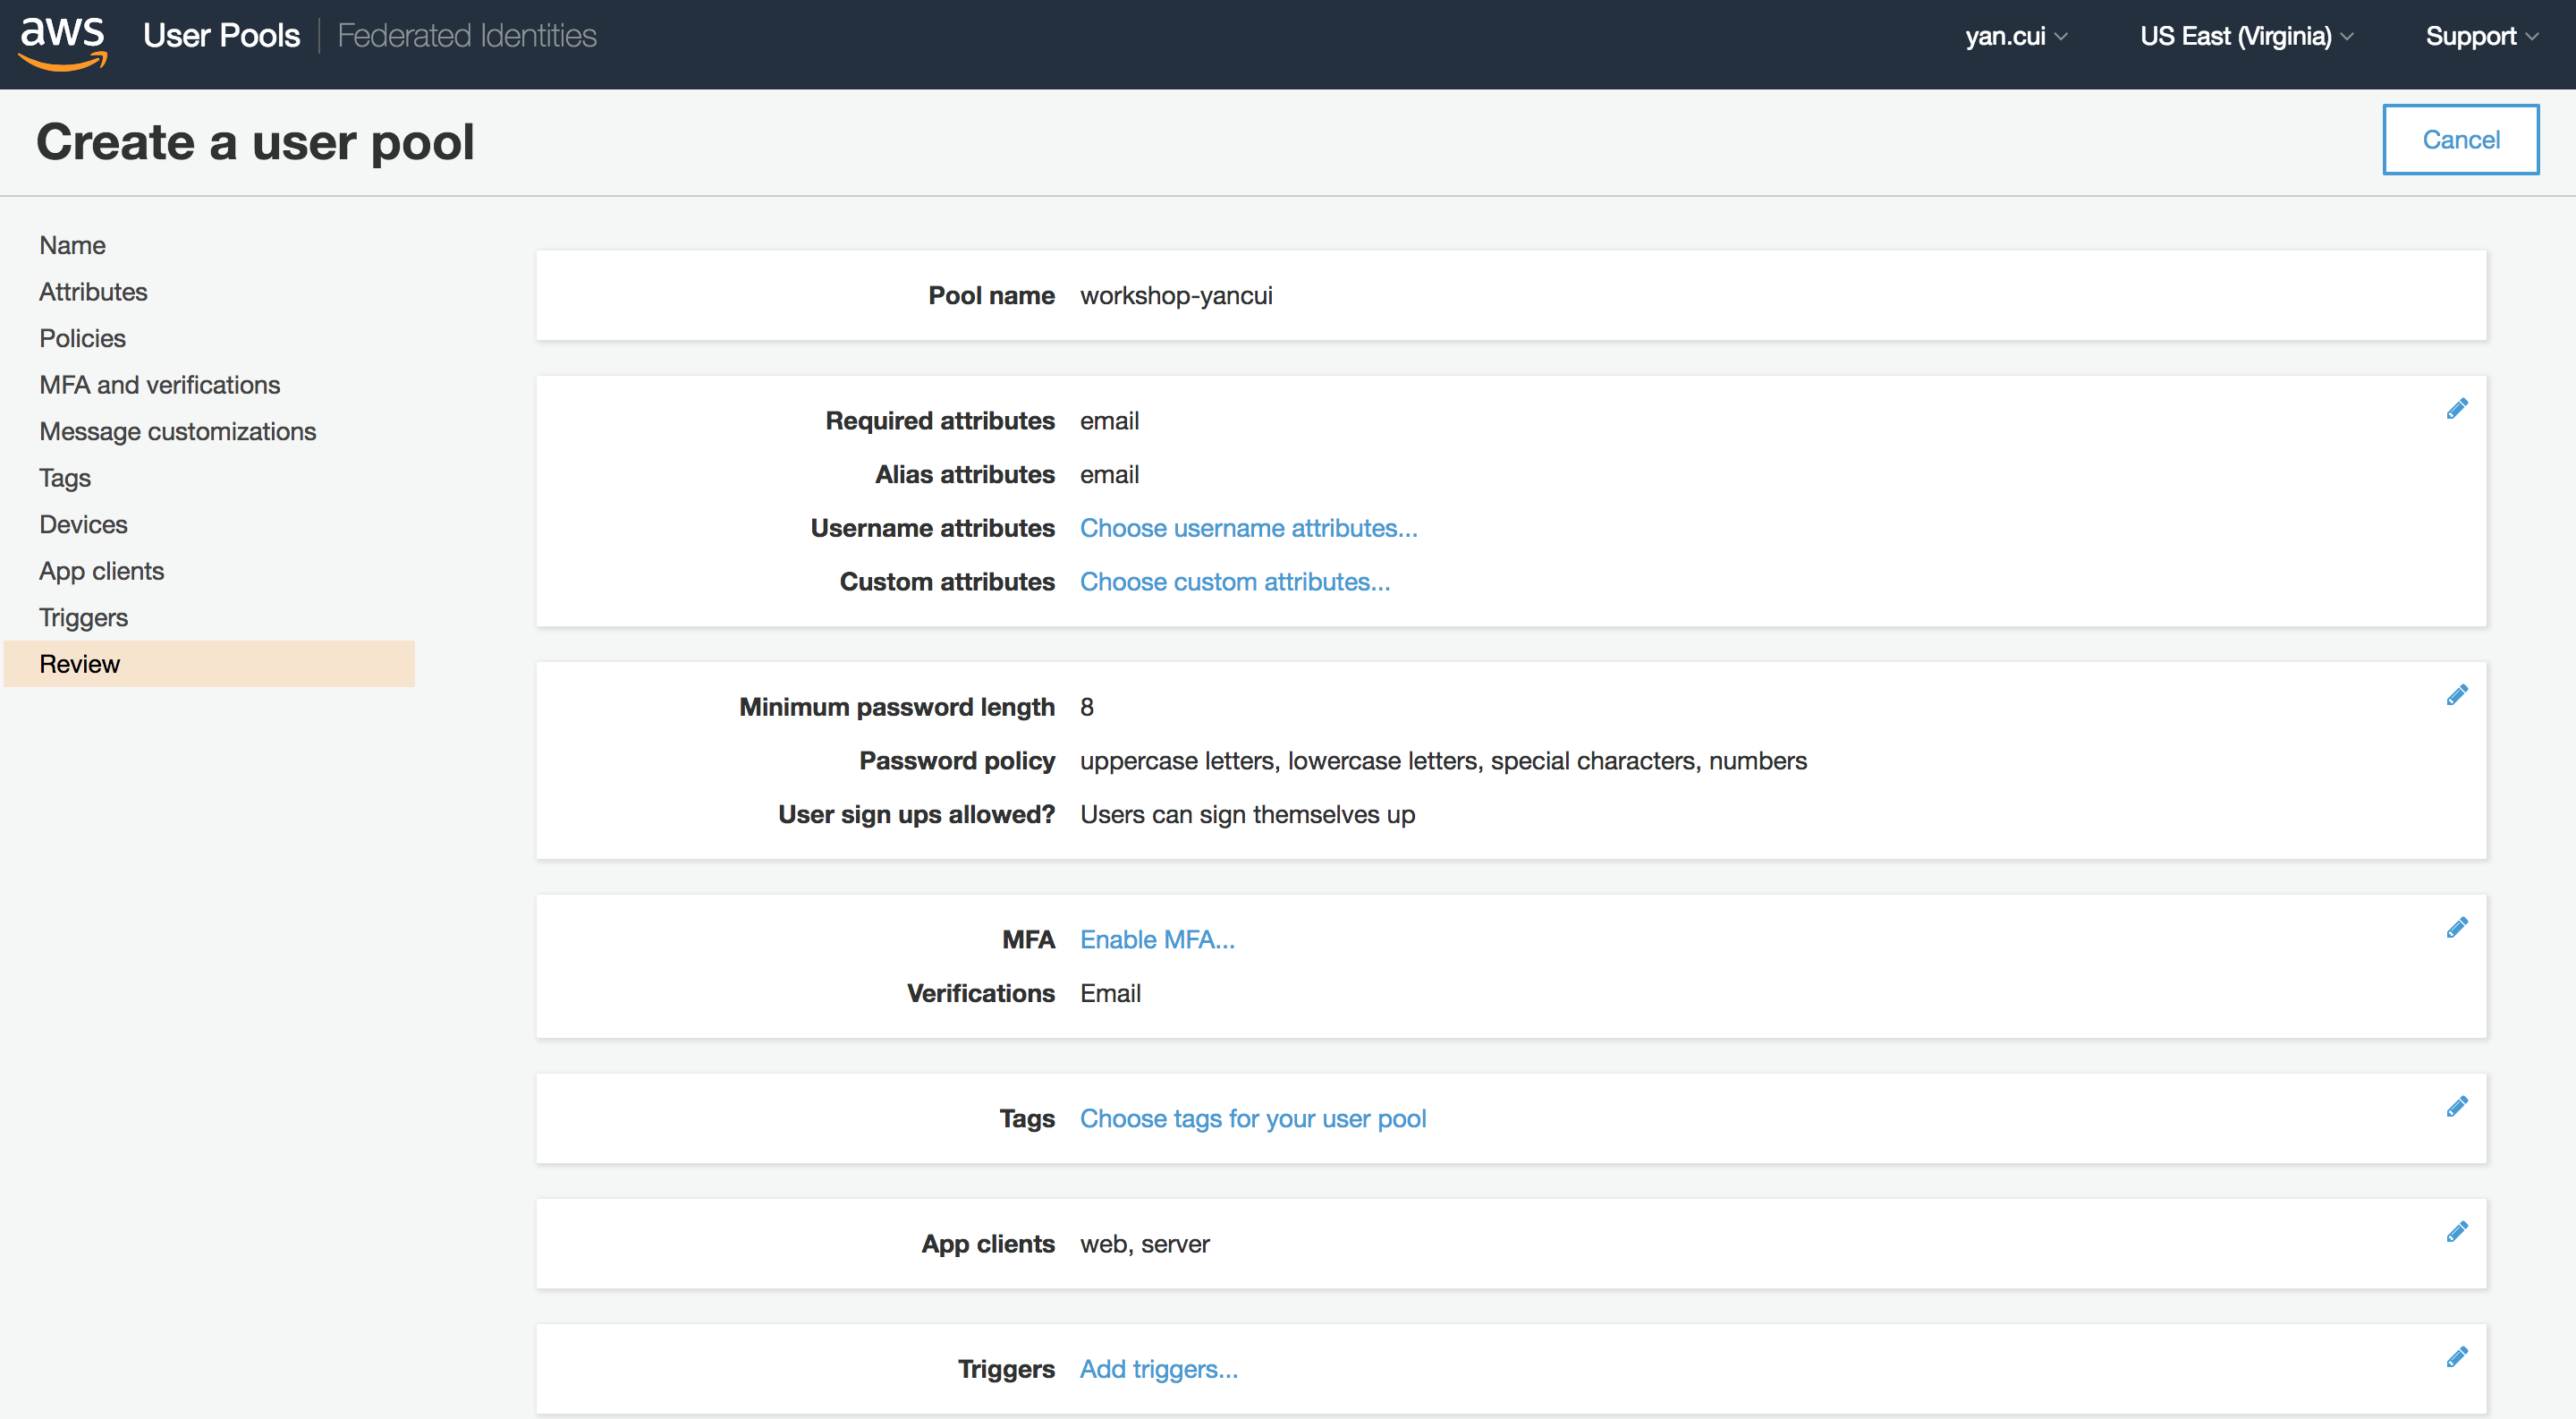 aws User Pools Federated Identities yan.cui US East (Virginia) Support
Create a user pool Cancel
Name
Attributes
Policies
MFA and verifications
Message customizations
Tags
Devices
App clients
Triggers
Review
Pool name workshop-yancui
Required attributes email
Alias attributes email
Username attributes Choose username attributes...
Custom attributes Choose custom attributes...
Minimum password length 8
Password policy uppercase letters, lowercase letters, special characters, numbers
User sign ups allowed? Users can sign themselves up
MFA Enable MFA...
Verifications Email
Tags Choose tags for your user pool
App clients web, server
Triggers Add triggers...